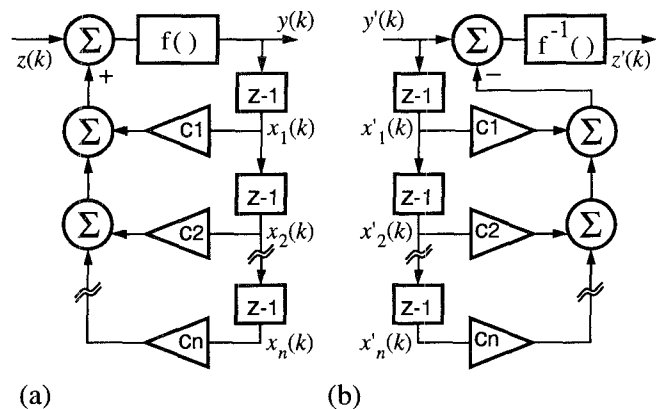 z(k)
Σ
f()
y(k)
+
z-1
Σ
c1
x1(k)
z-1
Σ
c2
x2(k)
z-1
cn
xn(k)
(a)
y'(k)
Σ
f-1()
z'(k)
−
z-1
x'1(k)
c1
Σ
z-1
x'2(k)
c2
Σ
z-1
x'n(k)
cn
(b)